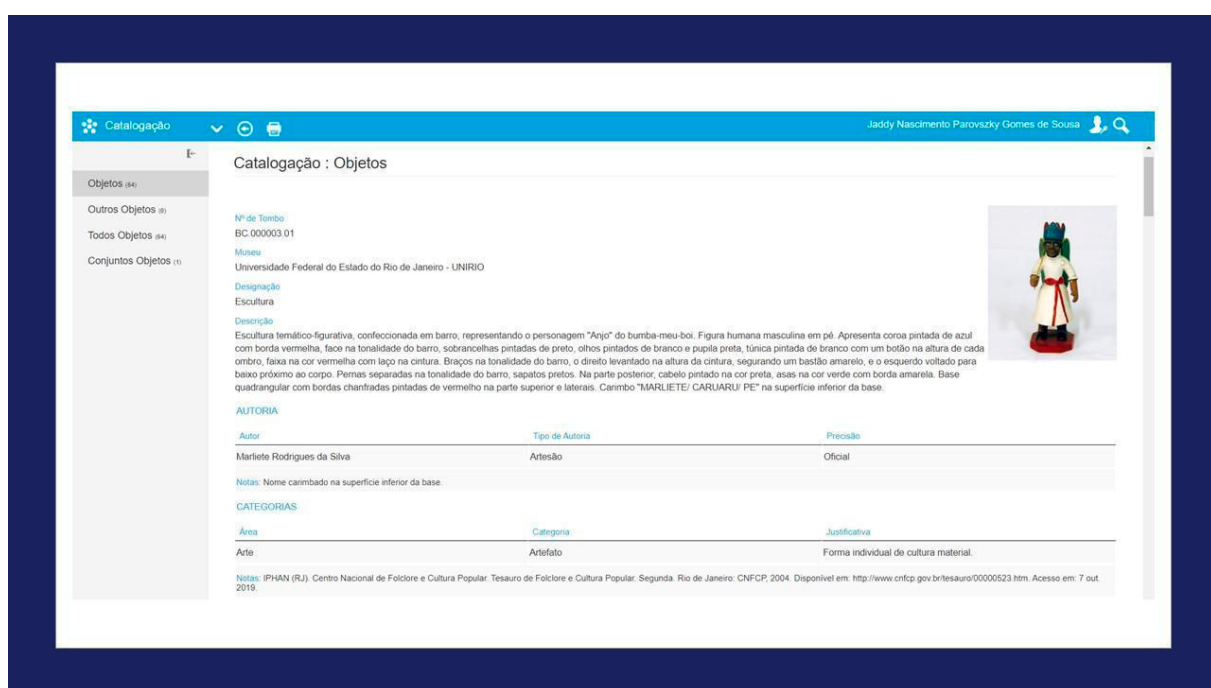 Catalogação
Jaddy Nascimento Parovszky Gomes de Sousa
Objetos (64)
Outros Objetos (0)
Todos Objetos (64)
Conjuntos Objetos (1)
Catalogação : Objetos
Nº de Tombo
BC.000003.01
Museu
Universidade Federal do Estado do Rio de Janeiro - UNIRIO
Designação
Escultura
Descrição
Escultura temático-figurativa, confeccionada em barro, representando o personagem "Anjo" do bumba-meu-boi. Figura humana masculina em pé. Apresenta coroa pintada de azul
com borda vermelha, face na tonalidade do barro, sobrancelhas pintadas de preto, olhos pintados de branco e pupila preta, túnica pintada de branco com um botão na altura de cada
ombro, faixa na cor vermelha com laço na cintura. Braços na tonalidade do barro, o direito levantado na altura da cintura, segurando um bastão amarelo, e o esquerdo voltado para
baixo próximo ao corpo. Pernas separadas na tonalidade do barro, sapatos pretos. Na parte posterior, cabelo pintado na cor preta, asas na cor verde com borda amarela. Base
quadrangular com bordas chanfradas pintadas de vermelho na parte superior e laterais. Carimbo "MARLIETE/ CARUARU/ PE" na superfície inferior da base.
AUTORIA
Autor Tipo de Autoria Precisão
Marliete Rodrigues da Silva Artesão Oficial
Notas: Nome carimbado na superfície inferior da base.
CATEGORIAS
Área Categoria Justificativa
Arte Artefato Forma individual de cultura material.
Notas: IPHAN (RJ). Centro Nacional de Folclore e Cultura Popular. Tesauro de Folclore e Cultura Popular. Segunda. Rio de Janeiro: CNFCP, 2004. Disponível em: http://www.cnfcp.gov.br/tesauro/00000523.htm. Acesso em: 7 out.
2019.